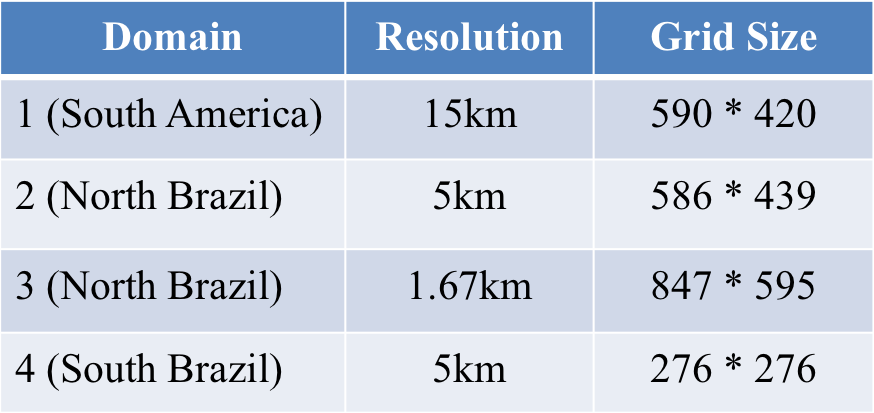 Domain Resolution Grid Size
1 (South America) 15km 590 * 420
2 (North Brazil) 5km 586 * 439
3 (North Brazil) 1.67km 847 * 595
4 (South Brazil) 5km 276 * 276